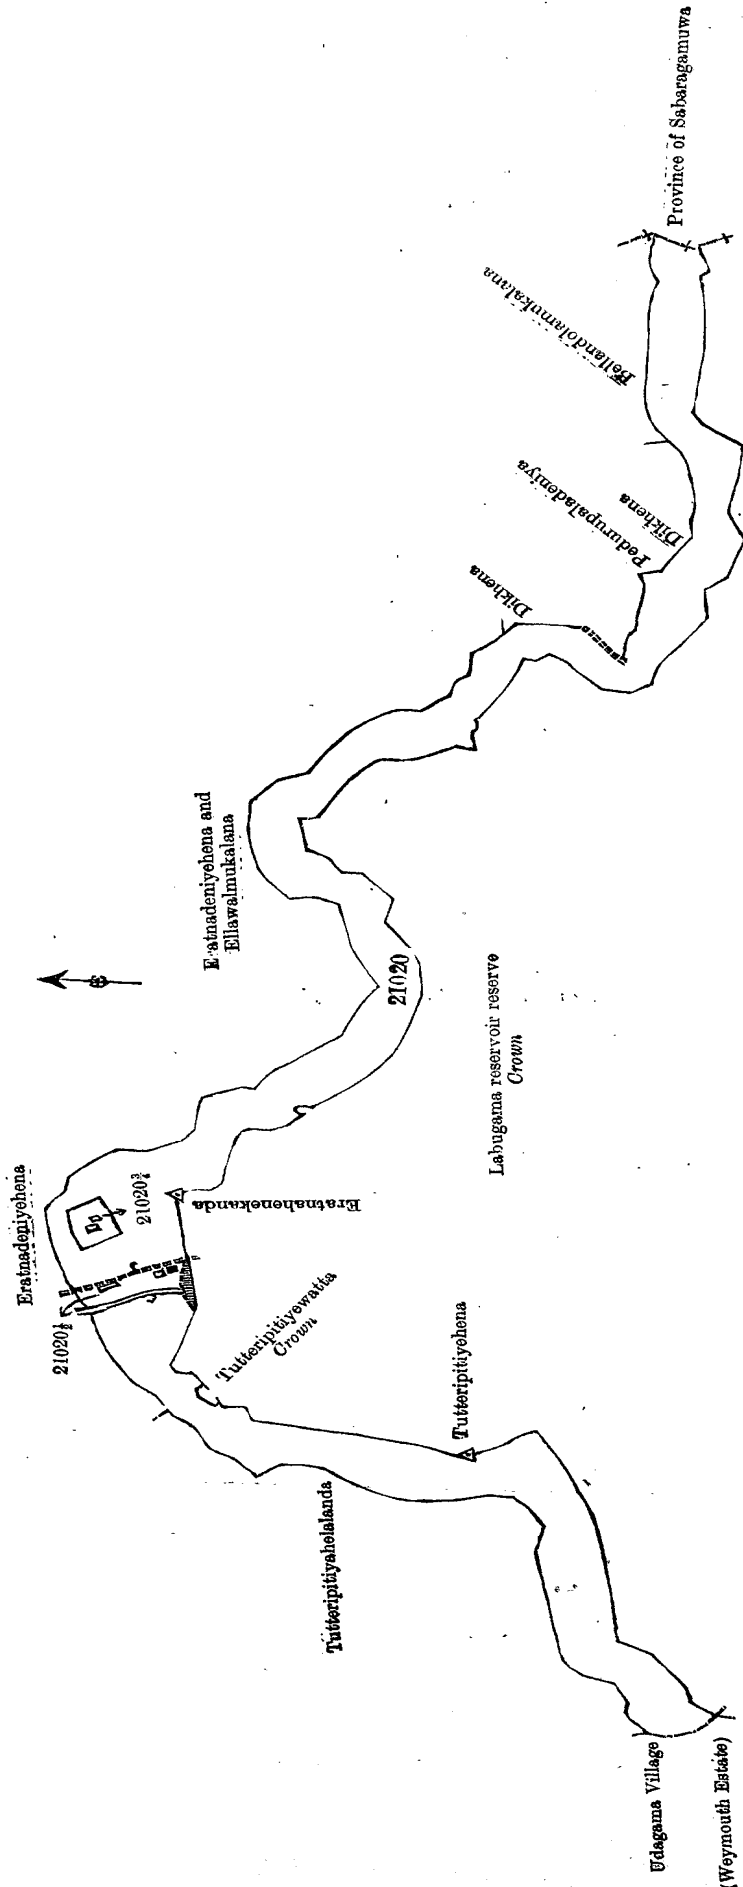 Province of Sabaragamuwa
Bellandolamukalana
Pedurupaladeniya
Dikhena
Dikhena
Eratnadeniyehena and
Ellawalmukalana
21020
Labugama reservoir reserve
Crown
Eratnadeniyehena
21020¾
Eratnahenekanda
21020½
Tutteripitiyewatta
Crown
Tutteripitiyehena
Tutteripitiyahelalanda
Udagama Village
(Weymouth Estate)